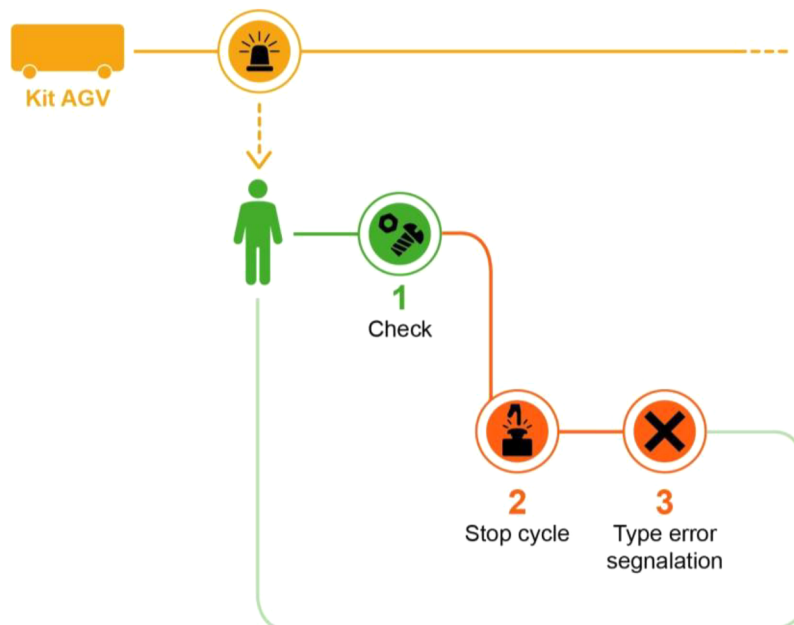 Kit AGV
1
Check
2
Stop cycle
3
Type error
segnalation